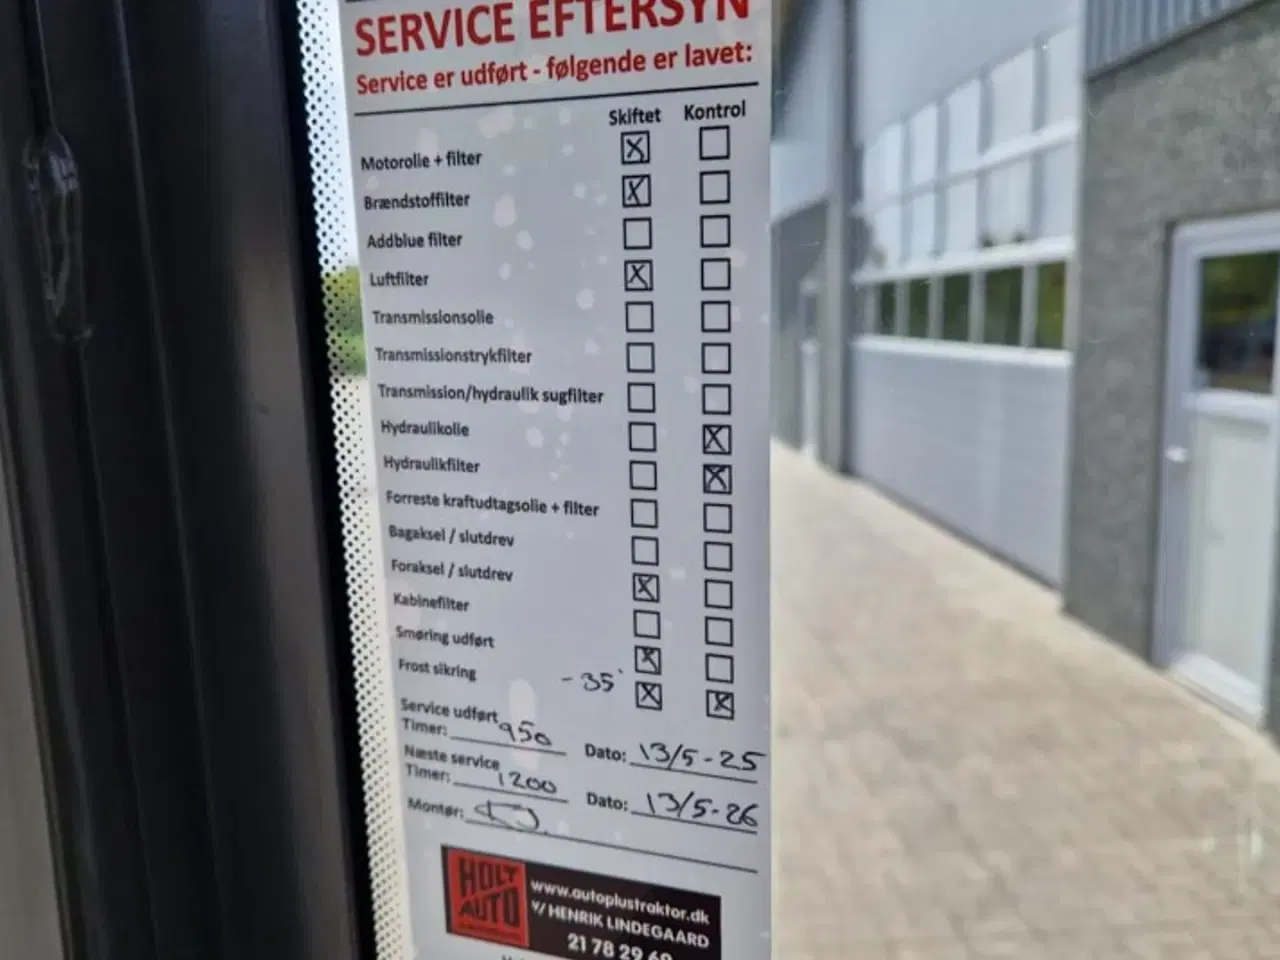 SERVICE EFTERSYN
Service er udført - følgende er lavet:
Skiftet Kontrol
Motorolie + filter
Brændstoffilter
Addblue filter
Luftfilter
Transmissionsolie
Transmissionstrykfilter
Transmission/hydraulik sugfilter
Hydraulikolie
Hydraulikfilter
Forreste kraftudtagsolie + filter
Bagaksel / slutdrev
Foraksel / slutdrev
Kabinefilter
Smøring udført
Frost sikring -35°
Service udført
Timer: 950 Dato: 13/5-25
Næste service
Timer: 1200 Dato: 13/5-26
Montør:
HOLT
AUTO
www.autoplustraktor.dk
v/ HENRIK LINDEGAARD
21 78 29 60